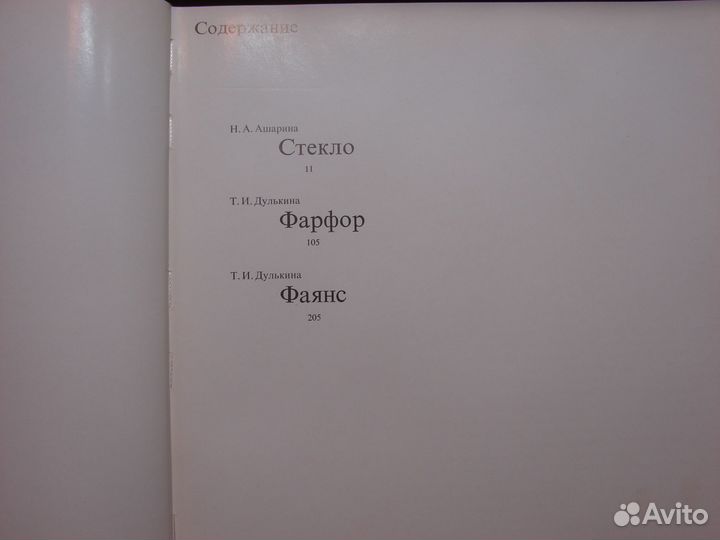 Содержание
Н. А. Ашарина
Стекло
11
Т. И. Дулькина
Фарфор
105
Т. И. Дулькина
Фаянс
205
Avito